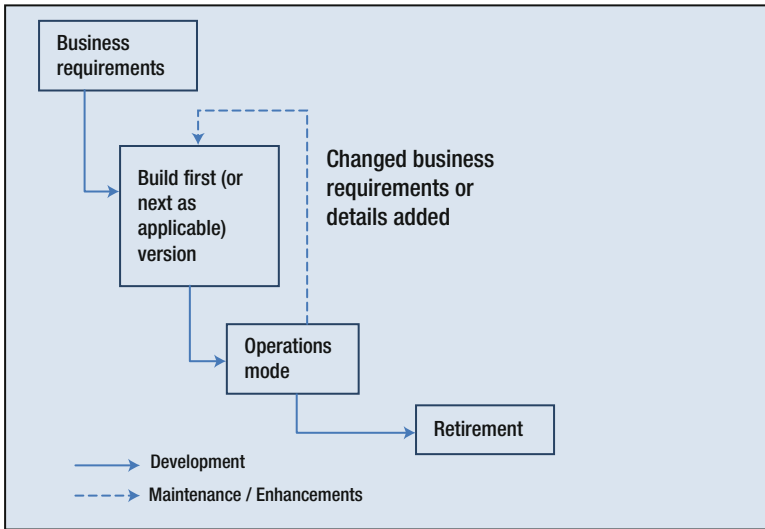 Business
requirements
Build first (or
next as
applicable)
version
Changed business
requirements or
details added
Operations
mode
Retirement
Development
Maintenance / Enhancements